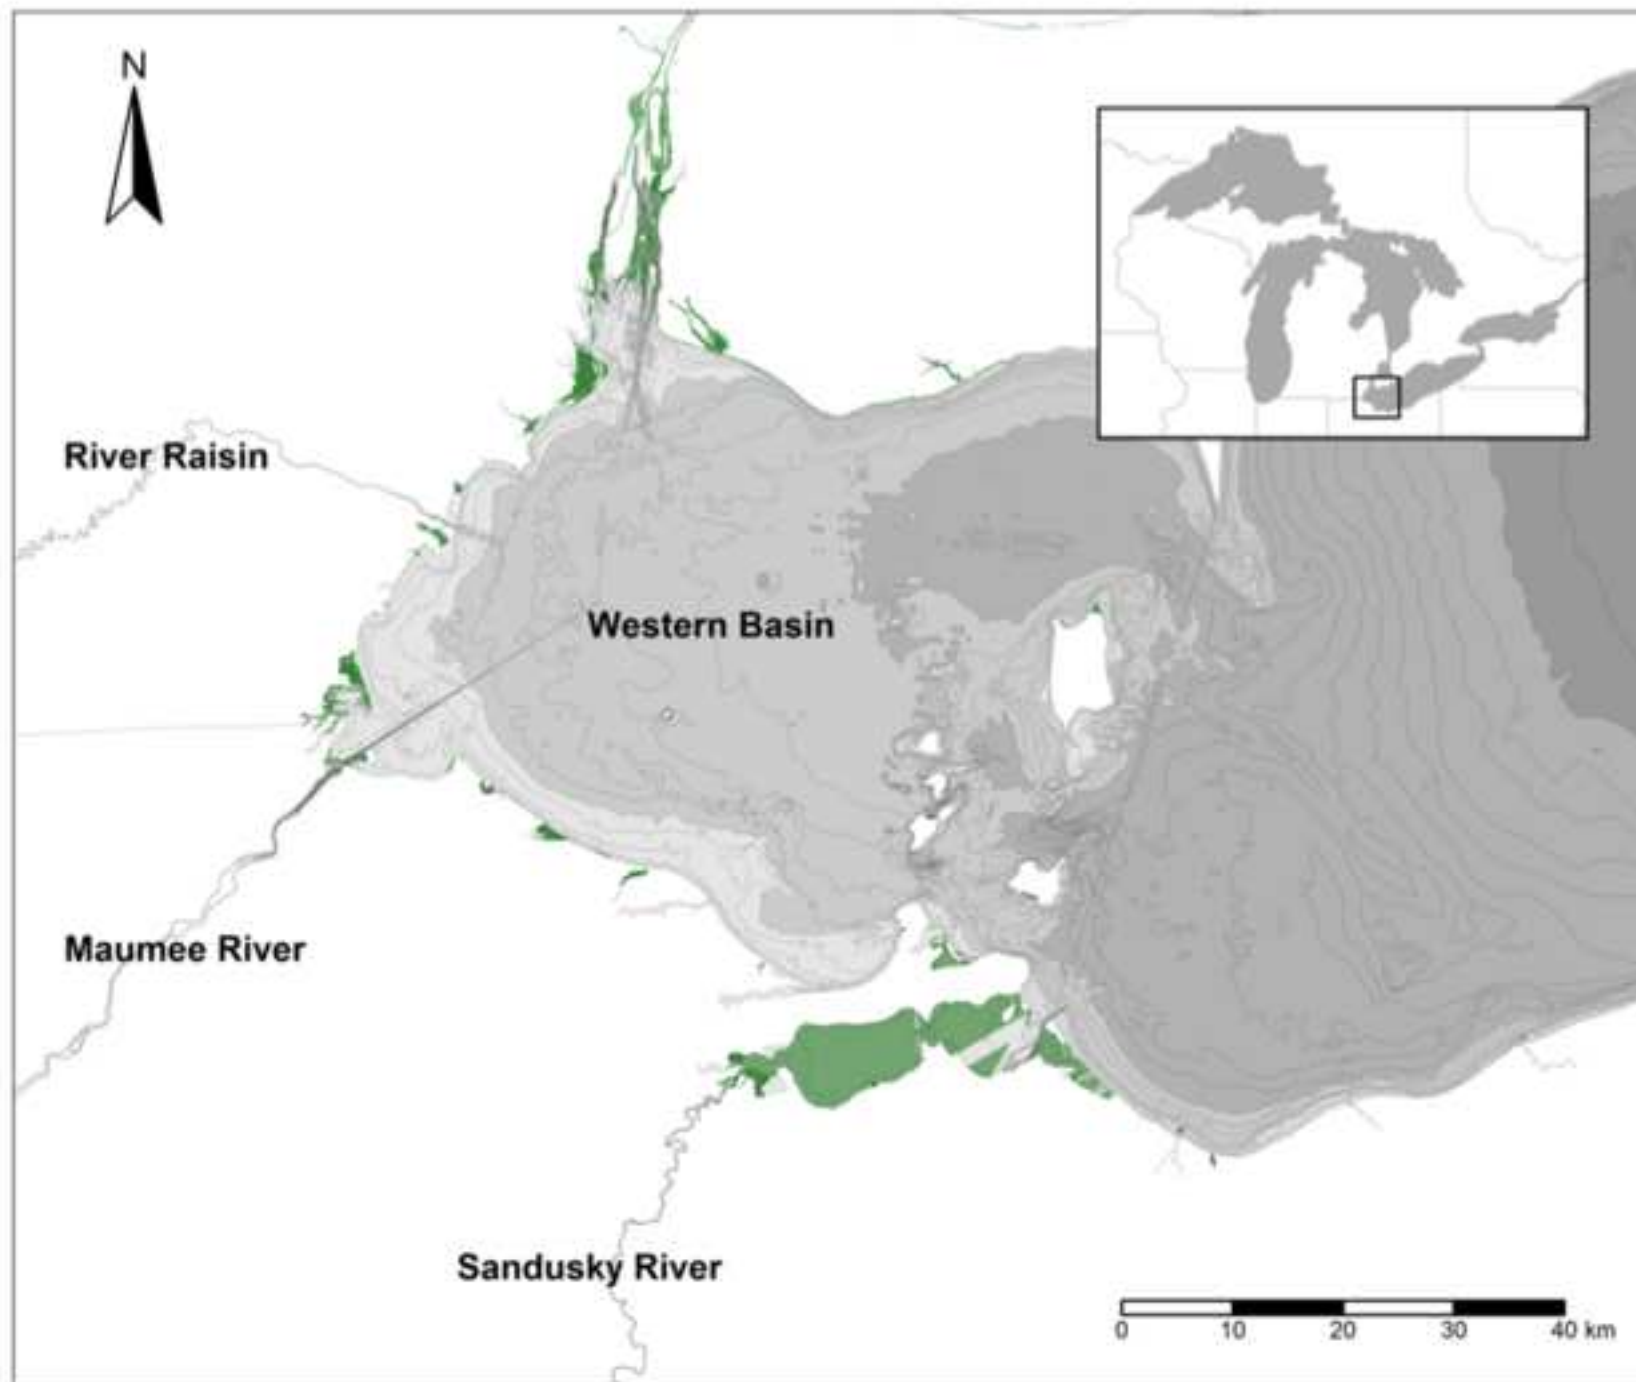 N
River Raisin
Western Basin
Maumee River
Sandusky River
0 10 20 30 40 km